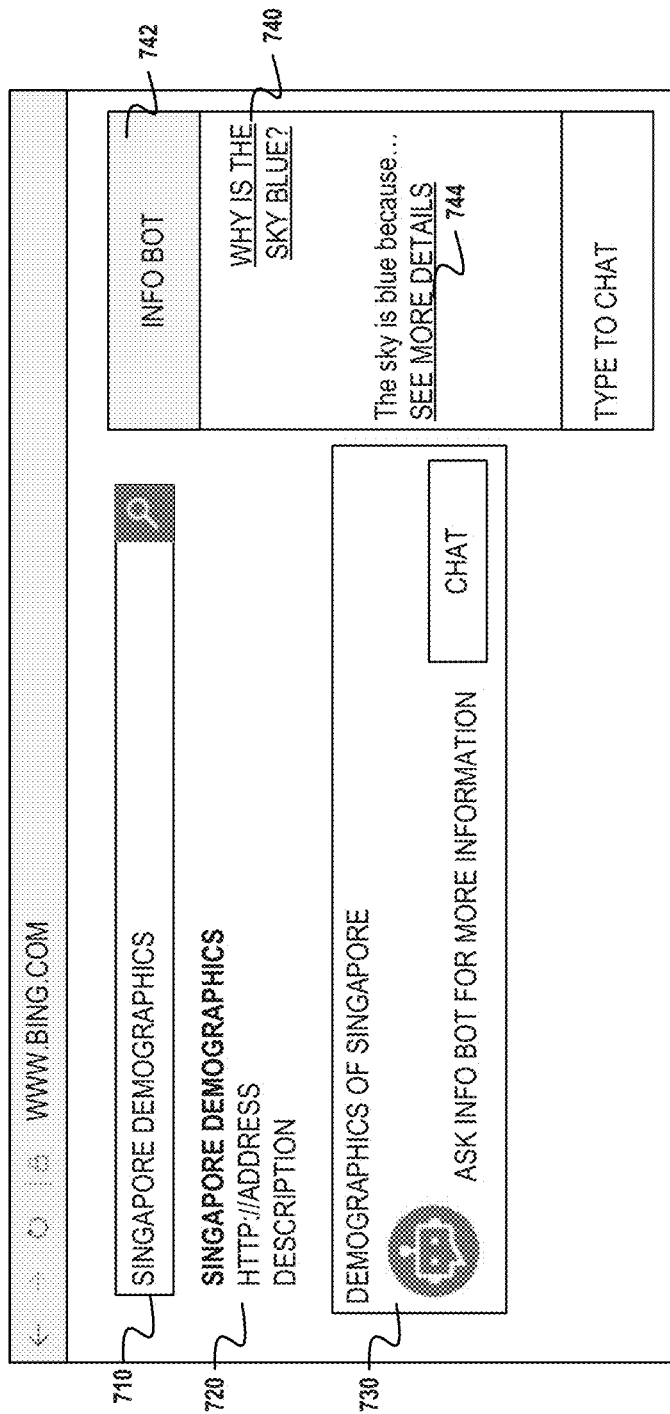 WWW.BING.COM
710
SINGAPORE DEMOGRAPHICS
720
SINGAPORE DEMOGRAPHICS
HTTP://ADDRESS
DESCRIPTION
730
DEMOGRAPHICS OF SINGAPORE
ASK INFO BOT FOR MORE INFORMATION
CHAT
INFO BOT
742
WHY IS THE
SKY BLUE?
740
The sky is blue because...
SEE MORE DETAILS
744
TYPE TO CHAT